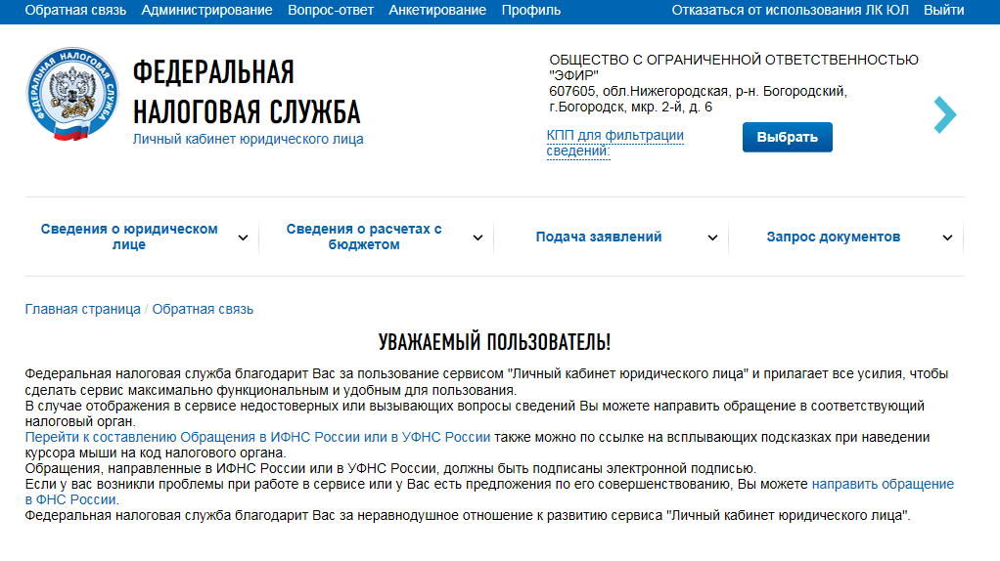 Обратная связь Администрирование Вопрос-ответ Анкетирование Профиль Отказаться от использования ЛК ЮЛ Выйти
ФЕДЕРАЛЬНАЯ НАЛОГОВАЯ СЛУЖБА
ФЕДЕРАЛЬНАЯ
НАЛОГОВАЯ СЛУЖБА
Личный кабинет юридического лица
ОБЩЕСТВО С ОГРАНИЧЕННОЙ ОТВЕТСТВЕННОСТЬЮ
"ЭФИР"
607605, обл.Нижегородская, р-н. Богородский,
г.Богородск, мкр. 2-й, д. 6
КПП для фильтрации
сведений:
Выбрать
Сведения о юридическом
лице
Сведения о расчетах с
бюджетом
Подача заявлений
Запрос документов
Главная страница / Обратная связь
УВАЖАЕМЫЙ ПОЛЬЗОВАТЕЛЬ!
Федеральная налоговая служба благодарит Вас за пользование сервисом "Личный кабинет юридического лица" и прилагает все усилия, чтобы
сделать сервис максимально функциональным и удобным для пользования.
В случае отображения в сервисе недостоверных или вызывающих вопросы сведений Вы можете направить обращение в соответствующий
налоговый орган.
Перейти к составлению Обращения в ИФНС России или в УФНС России также можно по ссылке на всплывающих подсказках при наведении
курсора мыши на код налогового органа.
Обращения, направленные в ИФНС России или в УФНС России, должны быть подписаны электронной подписью.
Если у вас возникли проблемы при работе в сервисе или у Вас есть предложения по его совершенствованию, Вы можете направить обращение
в ФНС России.
Федеральная налоговая служба благодарит Вас за неравнодушное отношение к развитию сервиса "Личный кабинет юридического лица".